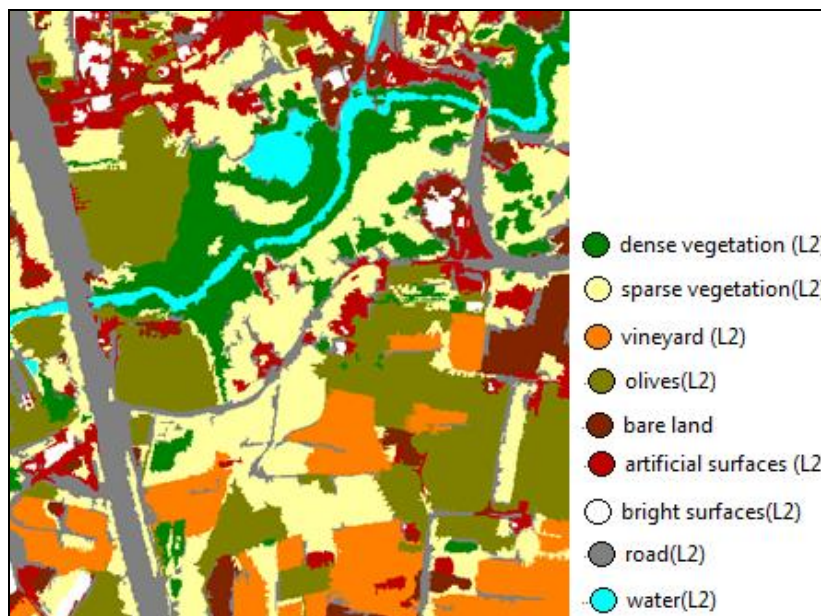 dense vegetation (L2)
sparse vegetation(L2)
vineyard (L2)
olives(L2)
bare land
artificial surfaces (L2)
bright surfaces(L2)
road(L2)
water(L2)